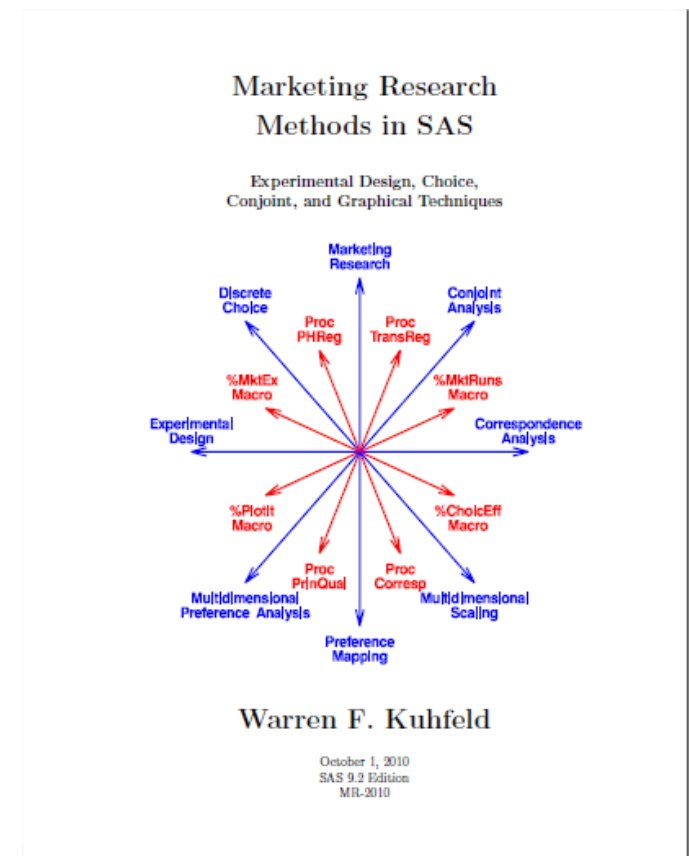 Marketing Research
Methods in SAS
Experimental Design, Choice,
Conjoint, and Graphical Techniques
Marketing
Research
Discrete
Choice
Conjoint
Analysis
Proc
PHReg
Proc
TransReg
%MktEx
Macro
%MktRuns
Macro
Experimental
Design
Correspondence
Analysis
%PlotIt
Macro
%ChoicEff
Macro
Proc
PrinQual
Proc
Corresp
Multidimensional
Preference Analysis
Multidimensional
Scaling
Preference
Mapping
Warren F. Kuhfeld
October 1, 2010
SAS 9.2 Edition
MR-2010